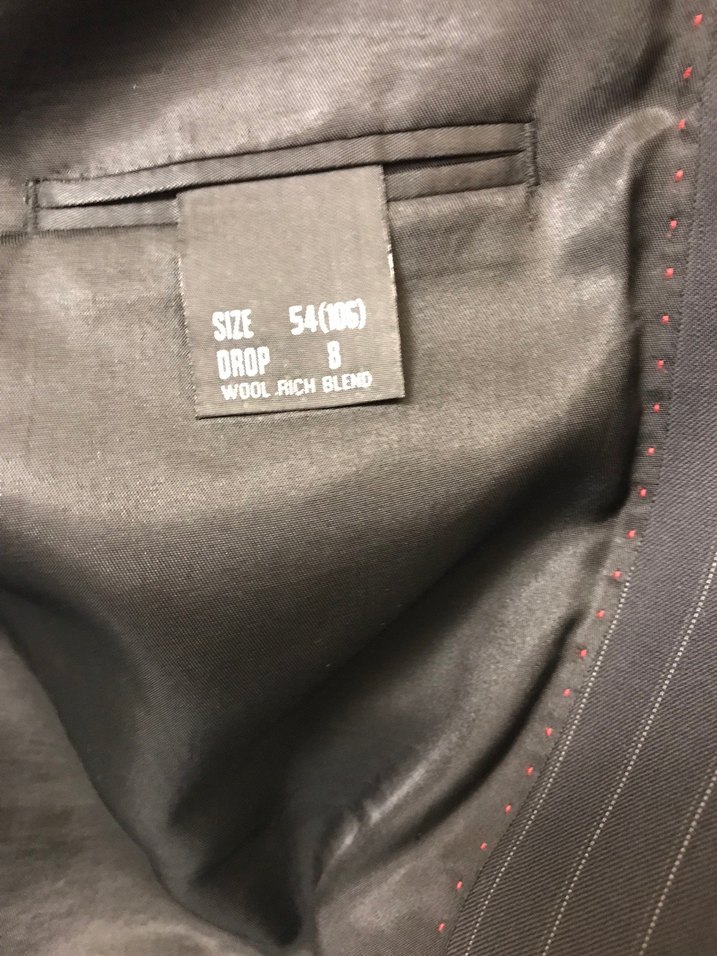 SIZE 54(106)
DROP 8
WOOL RICH BLEND